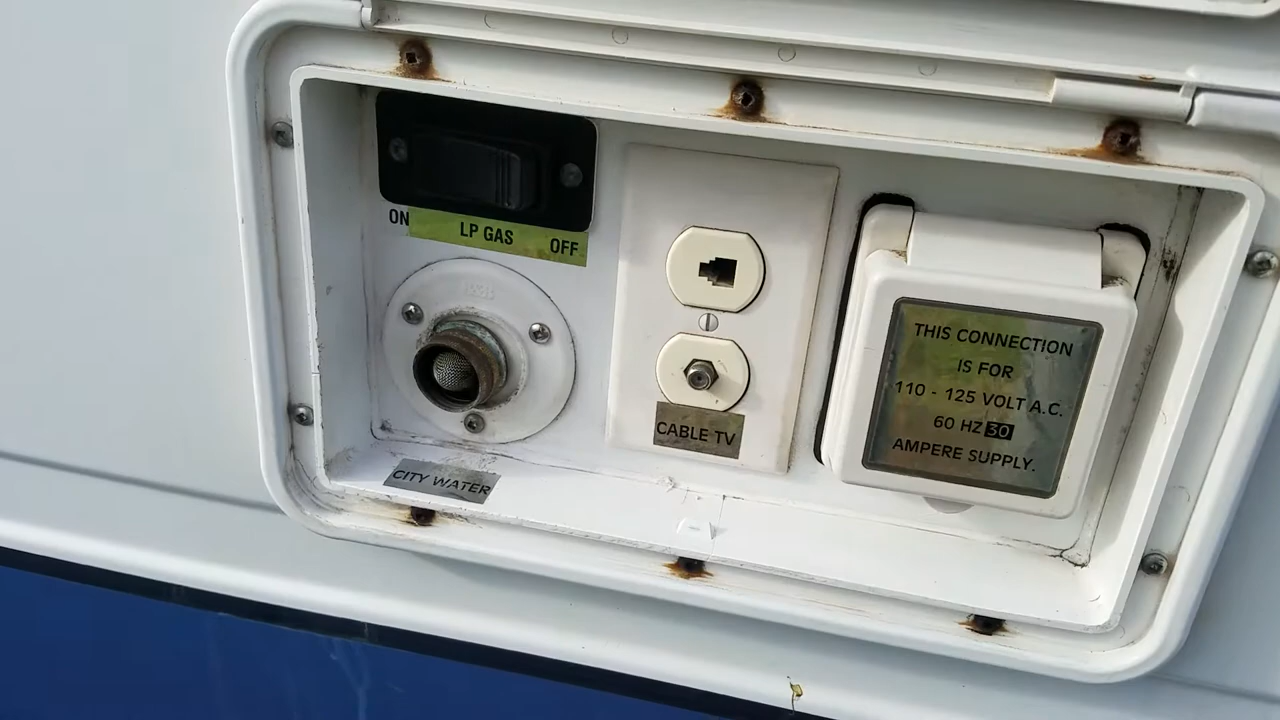 ON LP GAS OFF
CITY WATER
CABLE TV
THIS CONNECTION
IS FOR
110 - 125 VOLT A.C.
60 HZ 30
AMPERE SUPPLY.